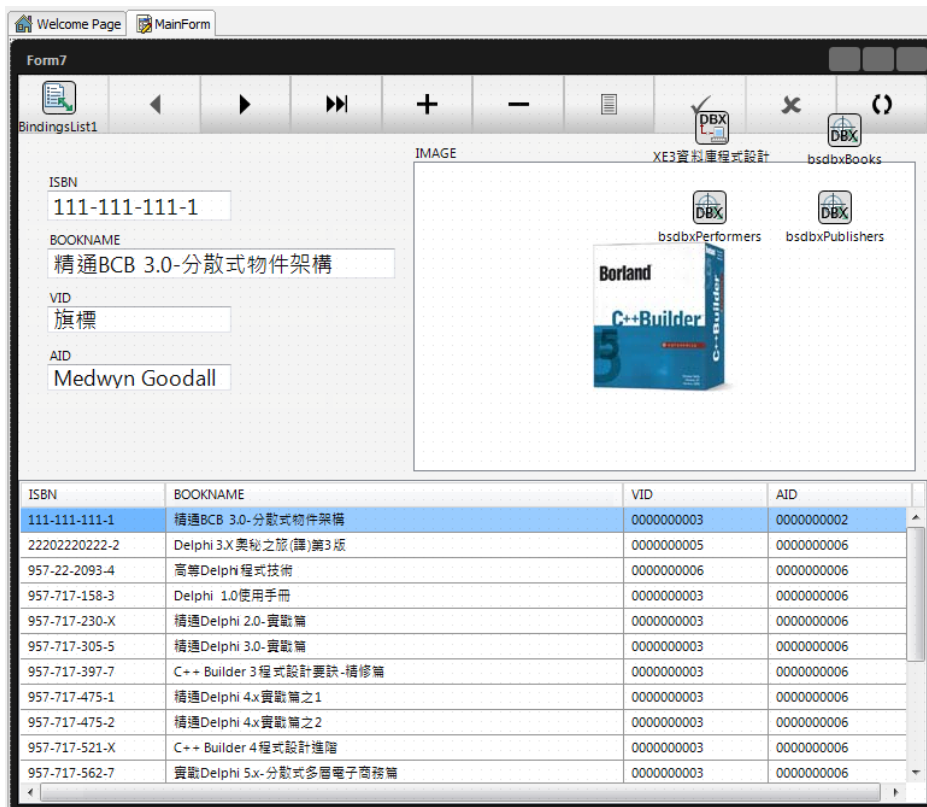 Welcome Page
MainForm
Form7
BindingsList1
DBX
XE3資料庫程式設計
DBX
bsdbxBooks
IMAGE
ISBN
111-111-111-1
DBX
bsdbxPerformers
DBX
bsdbxPublishers
BOOKNAME
精通BCB 3.0-分散式物件架構
VID
旗標
AID
Medwyn Goodall
Borland
C++Builder
5
C++Builder
ISBN BOOKNAME VID AID
111-111-111-1 精通BCB 3.0-分散式物件架構 0000000003 0000000002
22202220222-2 Delphi 3.X奧秘之旅(譯)第3版 0000000005 0000000006
957-22-2093-4 高等Delphi程式技術 0000000006 0000000006
957-717-158-3 Delphi 1.0使用手冊 0000000003 0000000006
957-717-230-X 精通Delphi 2.0-實戰篇 0000000003 0000000006
957-717-305-5 精通Delphi 3.0-實戰篇 0000000003 0000000006
957-717-397-7 C++ Builder 3程式設計要訣-精修篇 0000000003 0000000006
957-717-475-1 精通Delphi 4.x實戰篇之1 0000000003 0000000006
957-717-475-2 精通Delphi 4.x實戰篇之2 0000000003 0000000006
957-717-521-X C++ Builder 4程式設計進階 0000000003 0000000006
957-717-562-7 實戰Delphi 5.x-分散式多層電子商務篇 0000000003 0000000006